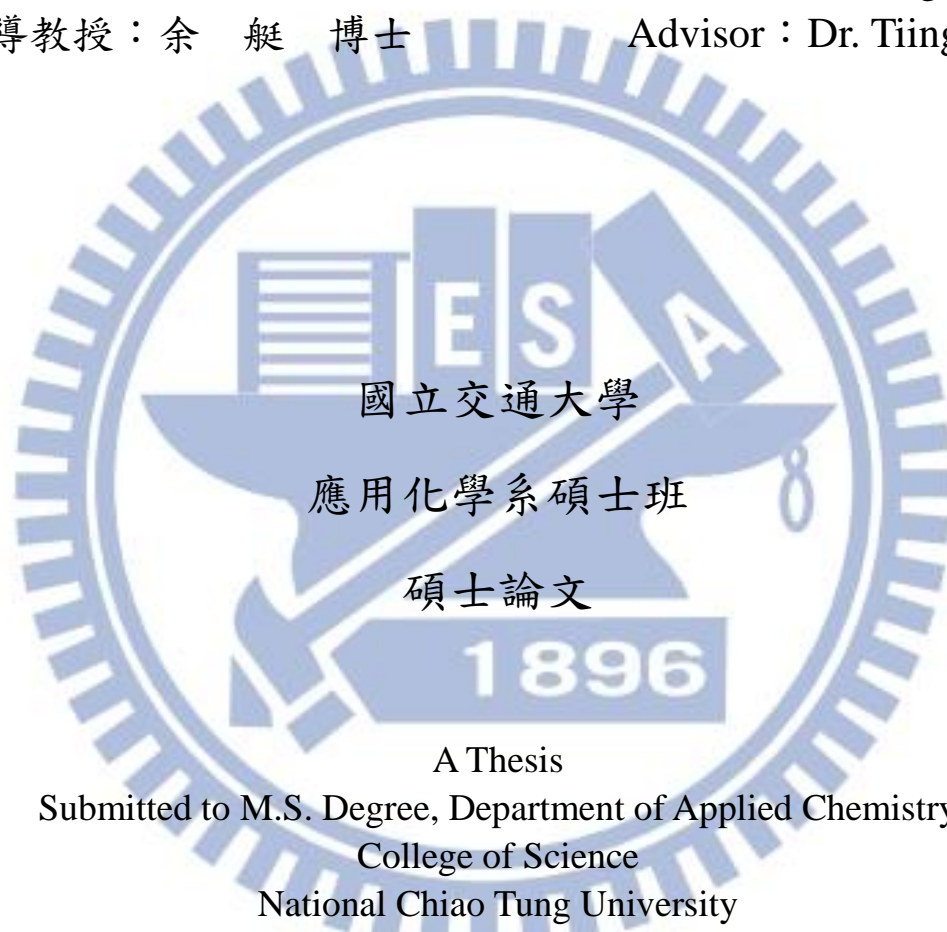 導教授：余 艇 博士 Advisor：Dr. Tiing
E S A
國立交通大學
應用化學系碩士班
碩士論文
1896
A Thesis
Submitted to M.S. Degree, Department of Applied Chemistry
College of Science
National Chiao Tung University